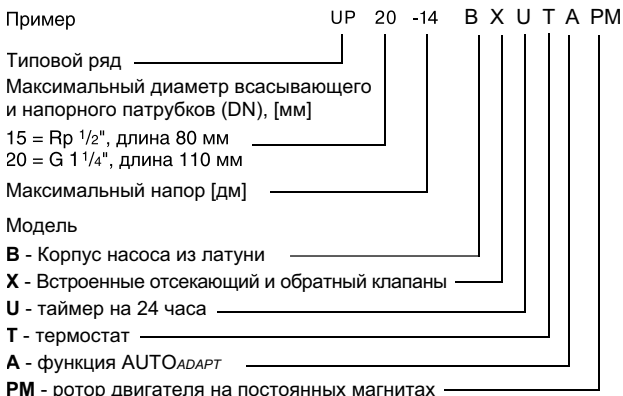 Пример UP 20 -14 B X U T A PM
Типовой ряд
Максимальный диаметр всасывающего
и напорного патрубков (DN), [мм]
15 = Rp 1/2", длина 80 мм
20 = G 1 1/4", длина 110 мм
Максимальный напор [дм]
Модель
B - Корпус насоса из латуни
X - Встроенные отсекающий и обратный клапаны
U - таймер на 24 часа
T - термостат
A - функция AUTOADAPT
PM - ротор двигателя на постоянных магнитах